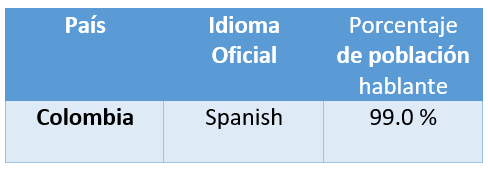 País Idioma Porcentaje
Oficial de población
hablante
Colombia Spanish 99.0 %